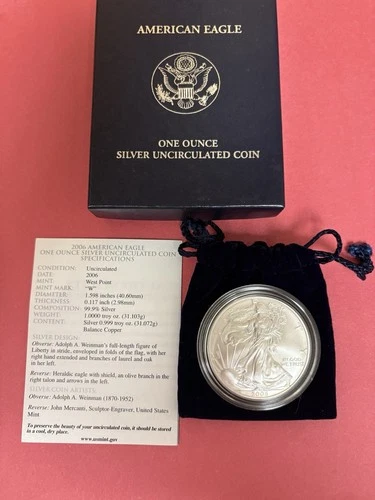 AMERICAN EAGLE
ONE OUNCE
SILVER UNCIRCULATED COIN
2006 AMERICAN EAGLE
ONE OUNCE SILVER UNCIRCULATED COIN
SPECIFICATIONS
CONDITION: Uncirculated
DATE: 2006
MINT: West Point
MINT MARK: "W"
DIAMETER: 1.598 inches (40.60mm)
THICKNESS: 0.117 inch (2.98mm)
COMPOSITION: 99.9% Silver
WEIGHT: 1.0000 troy oz. (31.103g)
CONTENT: Silver 0.999 troy oz. (31.072g)
Balance Copper
SILVER DESIGN:
Obverse: Adolph A. Weinman's full-length figure of
Liberty in stride, enveloped in folds of the flag, with her
right hand extended and branches of laurel and oak
in her left.
Reverse: Heraldic eagle with shield, an olive branch in the
right talon and arrows in the left.
SILVER COIN ARTISTS:
Obverse: Adolph A. Weinman (1870-1952)
Reverse: John Mercanti, Sculptor-Engraver, United States
Mint
To preserve the beauty of your uncirculated coin, it should be stored
in a cool, dry place.
www.usmint.gov